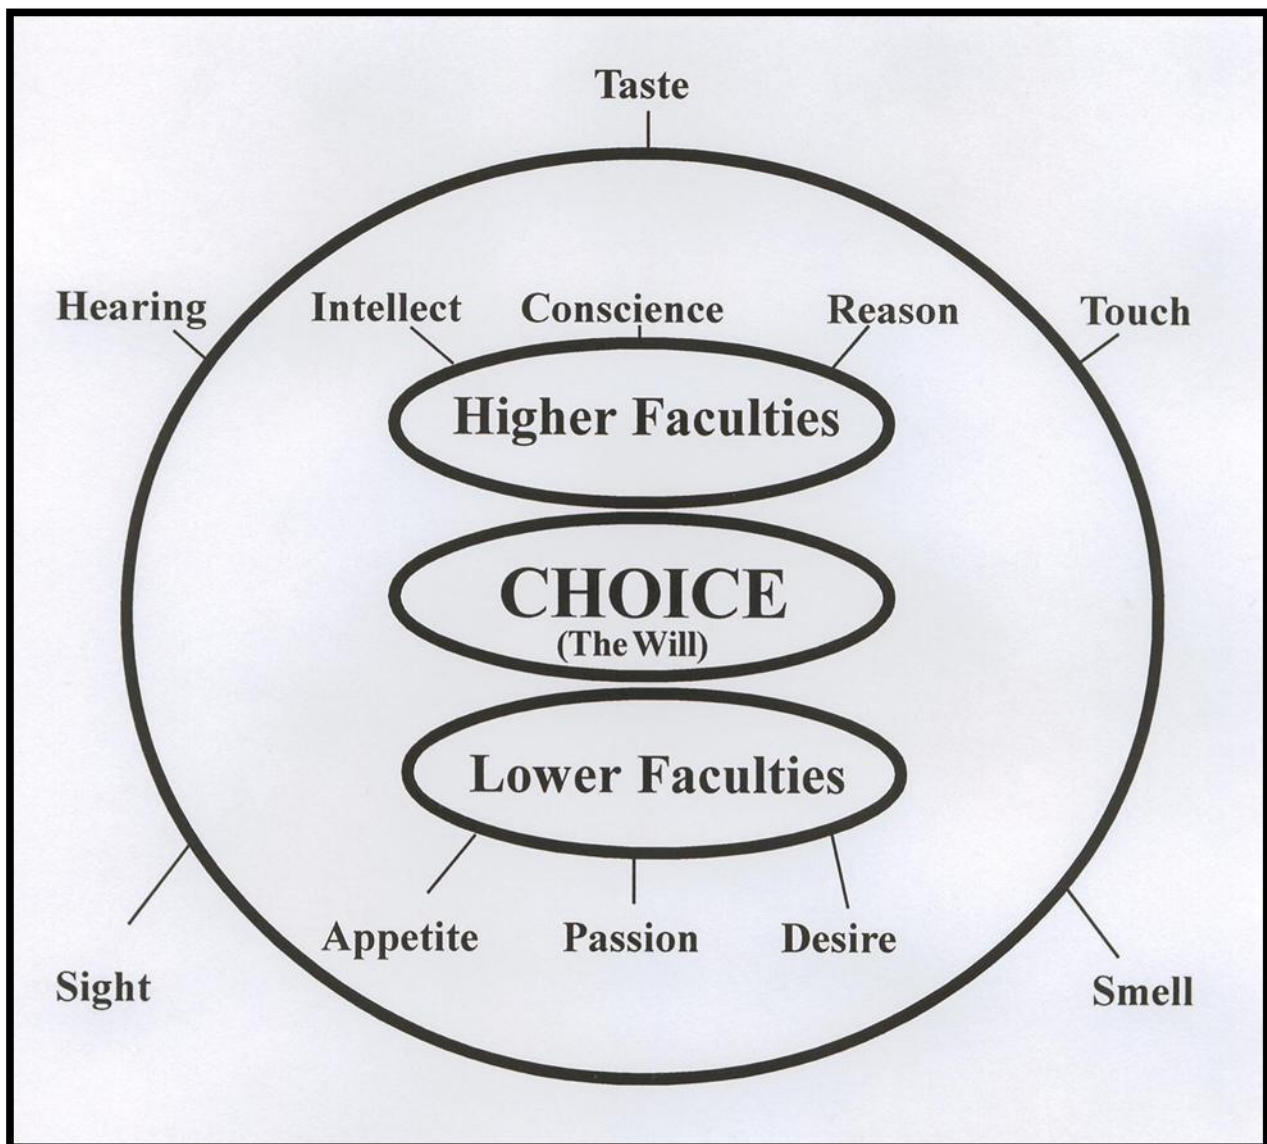 Taste
Hearing
Intellect
Conscience
Reason
Touch
Higher Faculties
CHOICE
(The Will)
Lower Faculties
Appetite
Passion
Desire
Sight
Smell